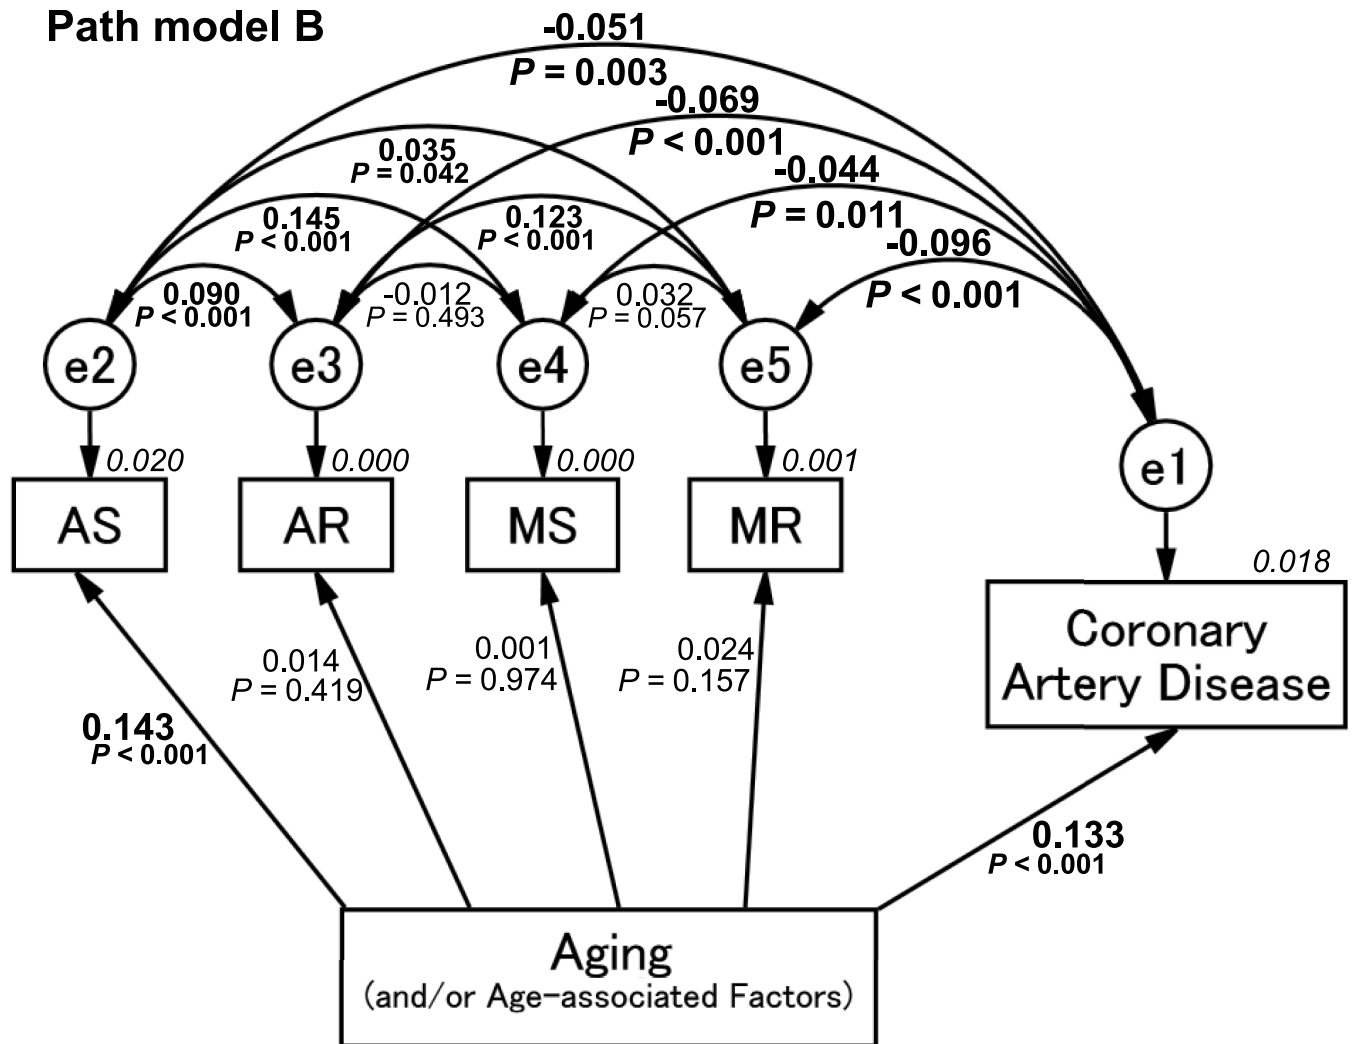 Path model B
-0.051
P = 0.003
-0.069
P < 0.001
0.035
P = 0.042
-0.044
P = 0.011
0.145
P < 0.001
0.123
P < 0.001
-0.096
P < 0.001
0.090
P < 0.001
-0.012
P = 0.493
0.032
P = 0.057
e2
e3
e4
e5
e1
0.020
0.000
0.000
0.001
AS
AR
MS
MR
0.018
Coronary
Artery Disease
0.143
P < 0.001
0.014
P = 0.419
0.001
P = 0.974
0.024
P = 0.157
0.133
P < 0.001
Aging
(and/or Age-associated Factors)